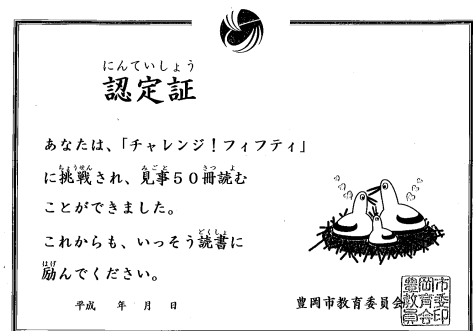 にんていしょう
認定証
あなたは、「チャレンジ！フィフティ」
ちょうせん みごと さつ よ
に挑戦され、見事５０冊読む
ことができました。
どくしょ
これからも、いっそう読書に
はげ
励んでください。
平成　年　月　日
豊岡市教育委員会
豊岡市教育委員会印